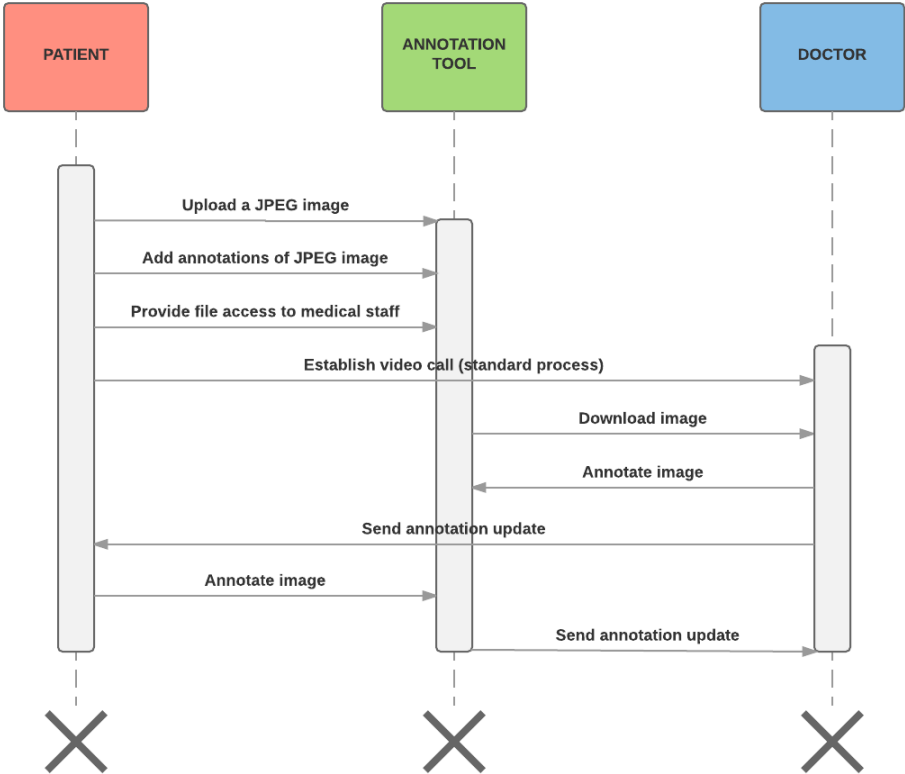 PATIENT
ANNOTATION
TOOL
DOCTOR
Upload a JPEG image
Add annotations of JPEG image
Provide file access to medical staff
Establish video call (standard process)
Download image
Annotate image
Send annotation update
Annotate image
Send annotation update